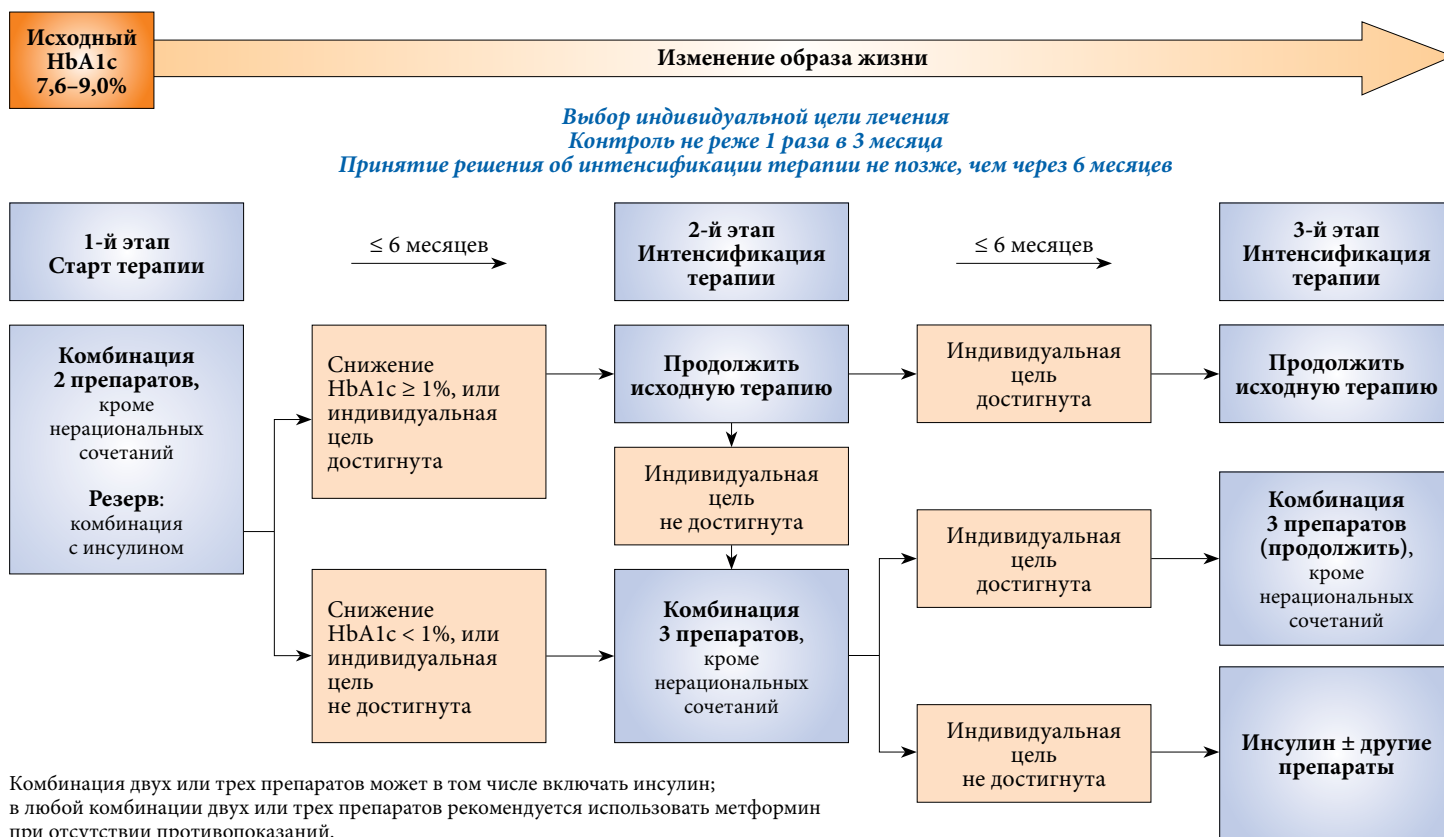 Исходный
HbA1c
7,6–9,0%
Изменение образа жизни
Выбор индивидуальной цели лечения
Контроль не реже 1 раза в 3 месяца
Принятие решения об интенсификации терапии не позже, чем через 6 месяцев
1-й этап
Старт терапии
≤ 6 месяцев
2-й этап
Интенсификация
терапии
≤ 6 месяцев
3-й этап
Интенсификация
терапии
Комбинация
2 препаратов,
кроме
нерациональных
сочетаний
Резерв:
комбинация
с инсулином
Снижение
HbA1c ≥ 1%, или
индивидуальная
цель
достигнута
Продолжить
исходную терапию
Индивидуальная
цель
достигнута
Продолжить
исходную терапию
Индивидуальная
цель
не достигнута
Снижение
HbA1c < 1%, или
индивидуальная
цель
не достигнута
Комбинация
3 препаратов,
кроме
нерациональных
сочетаний
Индивидуальная
цель
достигнута
Комбинация
3 препаратов
(продолжить),
кроме
нерациональных
сочетаний
Индивидуальная
цель
не достигнута
Инсулин ± другие
препараты
Комбинация двух или трех препаратов может в том числе включать инсулин;
в любой комбинации двух или трех препаратов рекомендуется использовать метформин
при отсутствии противопоказаний.